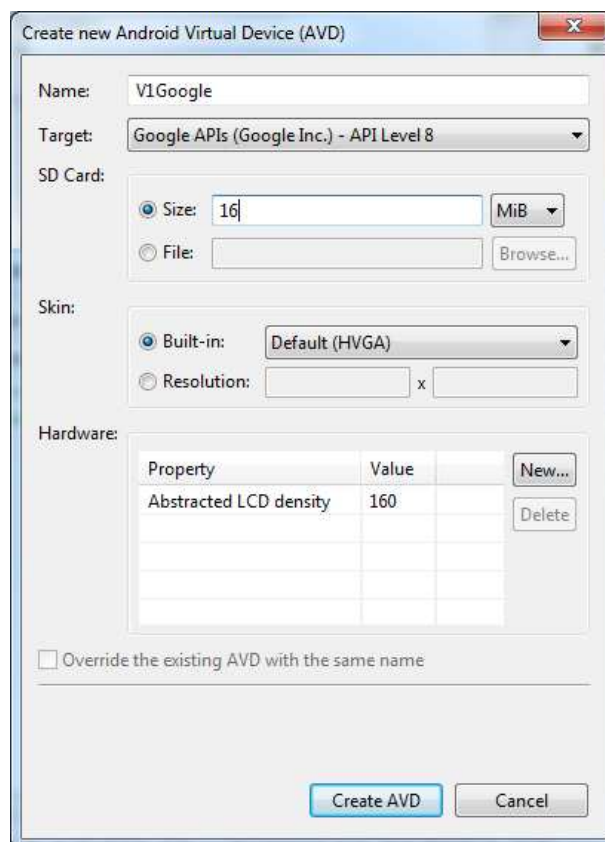 Create new Android Virtual Device (AVD)
Name: V1Google
Target: Google APIs (Google Inc.) - API Level 8
SD Card:
Size: 16 MiB
File: Browse...
Skin:
Built-in: Default (HVGA)
Resolution: x
Hardware:
Property Value New...
Abstracted LCD density 160
Delete
Override the existing AVD with the same name
Create AVD Cancel